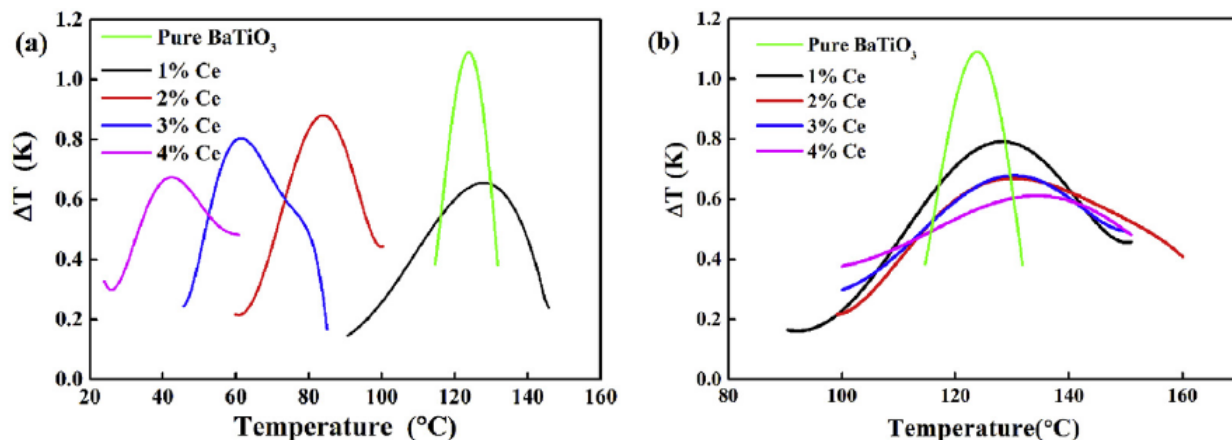 (a)
Pure BaTiO₃
1% Ce
2% Ce
3% Ce
4% Ce
1.2
1.0
0.8
0.6
0.4
0.2
0.0
ΔT (K)
20 40 60 80 100 120 140 160
Temperature (°C)
(b)
Pure BaTiO₃
1% Ce
2% Ce
3% Ce
4% Ce
1.2
1.0
0.8
0.6
0.4
0.2
0.0
ΔT (K)
80 100 120 140 160
Temperature(°C)